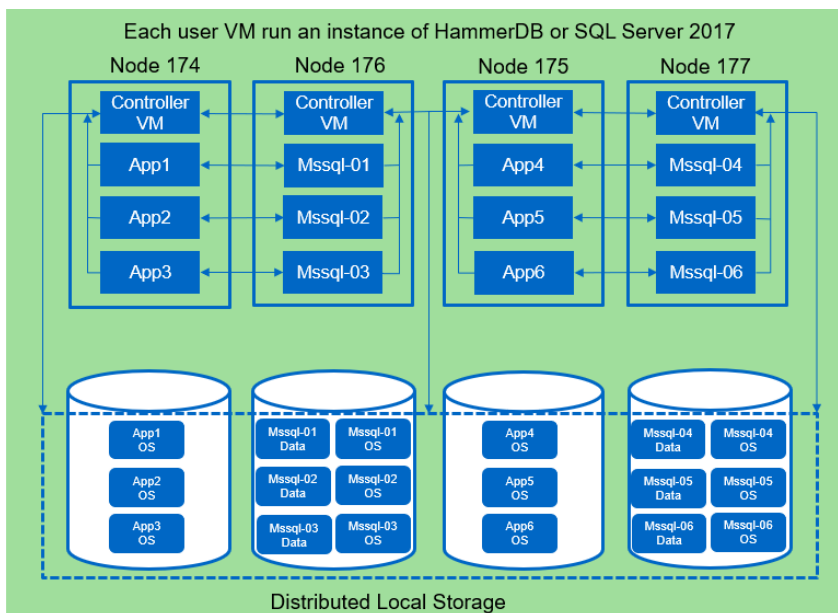 Each user VM run an instance of HammerDB or SQL Server 2017
Node 174
Node 176
Node 175
Node 177
Controller
VM
Controller
VM
Controller
VM
Controller
VM
App1
Mssql-01
App4
Mssql-04
App2
Mssql-02
App5
Mssql-05
App3
Mssql-03
App6
Mssql-06
App1
OS
Mssql-01
Data
Mssql-01
OS
App4
OS
Mssql-04
Data
Mssql-04
OS
App2
OS
Mssql-02
Data
Mssql-02
OS
App5
OS
Mssql-05
Data
Mssql-05
OS
App3
OS
Mssql-03
Data
Mssql-03
OS
App6
OS
Mssql-06
Data
Mssql-06
OS
Distributed Local Storage